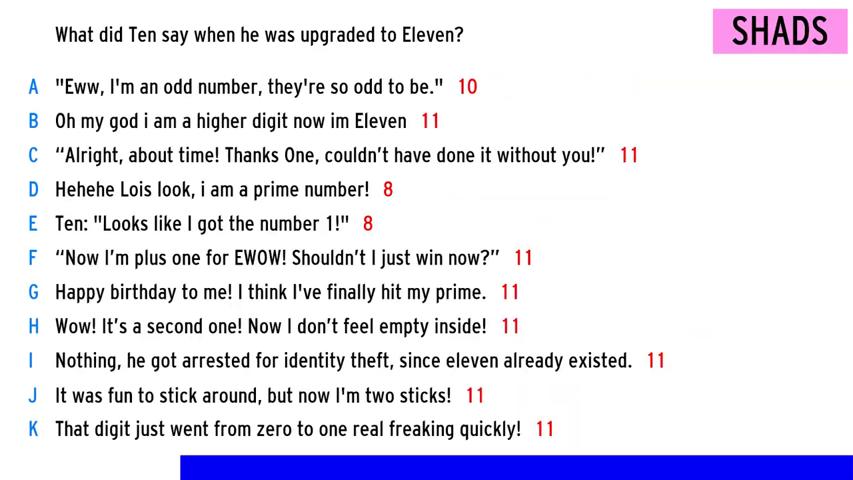 What did Ten say when he was upgraded to Eleven?
SHADS
A "Eww, I'm an odd number, they're so odd to be." 10
B Oh my god i am a higher digit now im Eleven 11
C “Alright, about time! Thanks One, couldn’t have done it without you!” 11
D Hehehe Lois look, i am a prime number! 8
E Ten: "Looks like I got the number 1!" 8
F “Now I’m plus one for EWOW! Shouldn’t I just win now?” 11
G Happy birthday to me! I think I've finally hit my prime. 11
H Wow! It’s a second one! Now I don’t feel empty inside! 11
I Nothing, he got arrested for identity theft, since eleven already existed. 11
J It was fun to stick around, but now I'm two sticks! 11
K That digit just went from zero to one real freaking quickly! 11